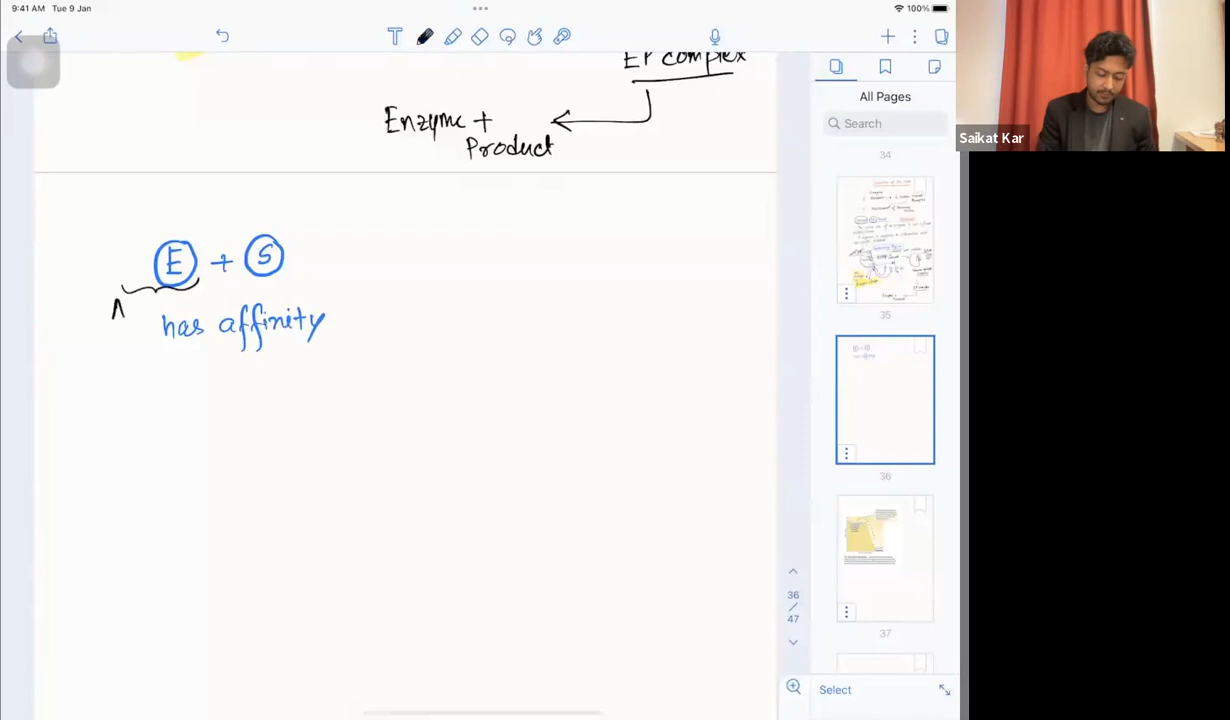 9:41 AM Tue 9 Jan
100%
EP complex
Enzyme +
Product
E + S
has affinity
All Pages
Search
34
35
36
37
36
/
47
Select
Saikat Kar